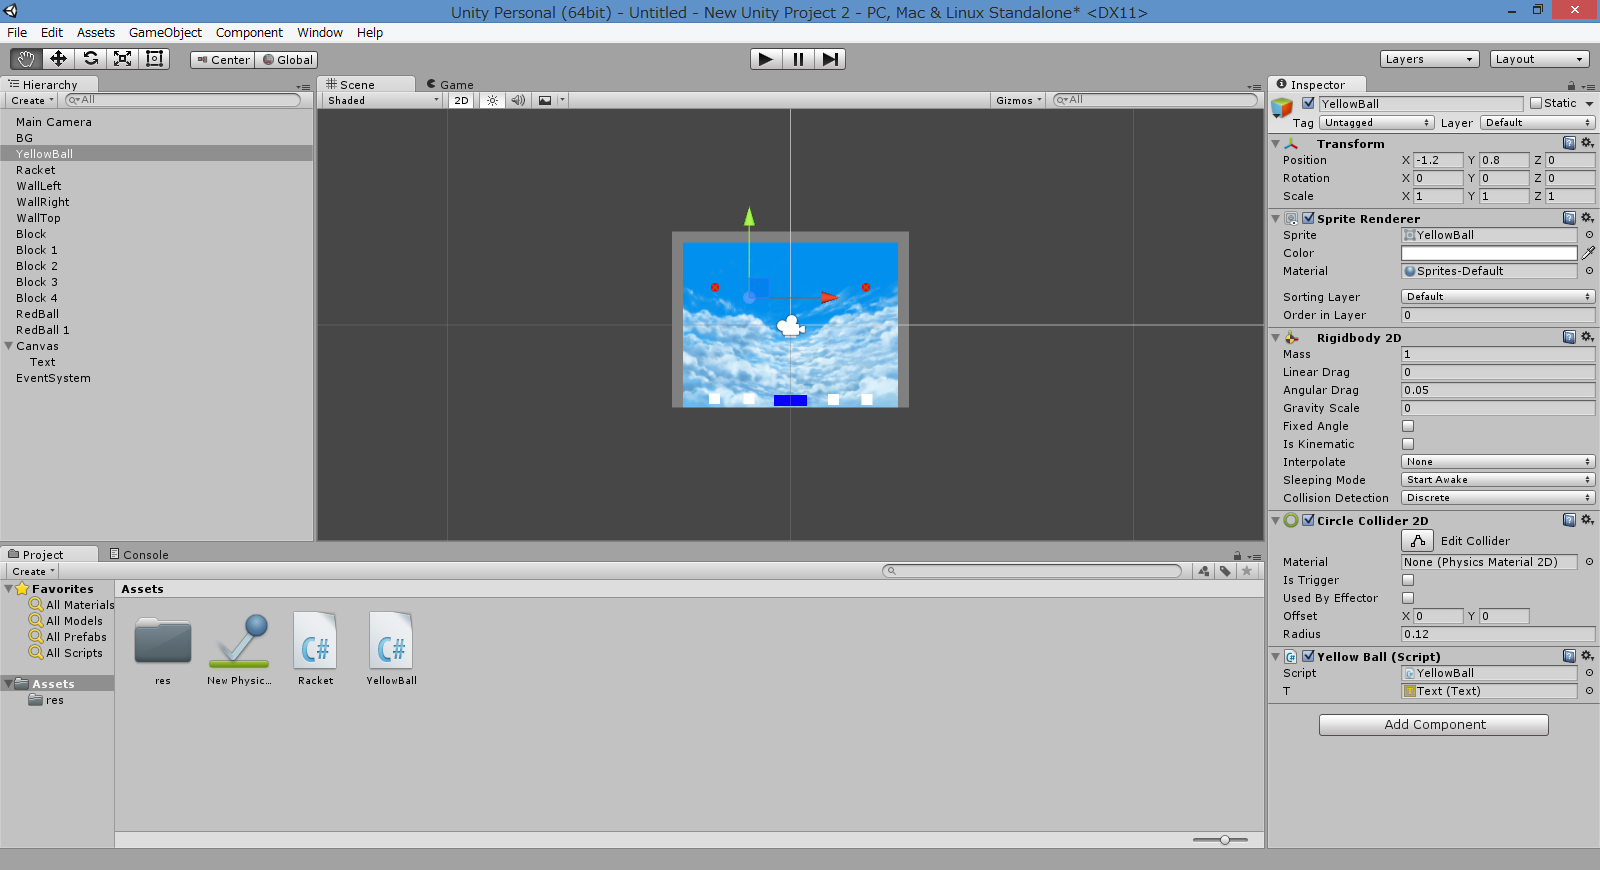 Unity Personal (64bit) - Untitled - New Unity Project 2 - PC, Mac & Linux Standalone* <DX11>
File Edit Assets GameObject Component Window Help
Center Global Layers Layout
Hierarchy
Create All
Main Camera
BG
YellowBall
Racket
WallLeft
WallRight
WallTop
Block
Block 1
Block 2
Block 3
Block 4
RedBall
RedBall 1
Canvas
Text
EventSystem
Scene Game
Shaded 2D Gizmos All
Inspector
YellowBall Static
Tag Untagged Layer Default
Transform
Position X -1.2 Y 0.8 Z 0
Rotation X 0 Y 0 Z 0
Scale X 1 Y 1 Z 1
Sprite Renderer
Sprite YellowBall
Color
Material Sprites-Default
Sorting Layer Default
Order in Layer 0
Rigidbody 2D
Mass 1
Linear Drag 0
Angular Drag 0.05
Gravity Scale 0
Fixed Angle
Is Kinematic
Interpolate None
Sleeping Mode Start Awake
Collision Detection Discrete
Circle Collider 2D
Edit Collider
Material None (Physics Material 2D)
Is Trigger
Used By Effector
Offset X 0 Y 0
Radius 0.12
Yellow Ball (Script)
Script YellowBall
T Text (Text)
Add Component
Project Console
Create
Favorites
All Materials
All Models
All Prefabs
All Scripts
Assets
res
Assets
C# C#
res New Physic... Racket YellowBall